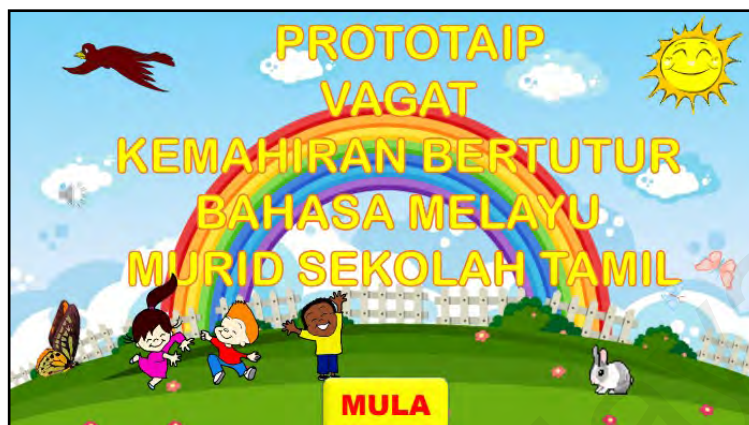 PROTOTAIP
VAGAT
KEMAHIRAN BERTUTUR
BAHASA MELAYU
MURID SEKOLAH TAMIL
MULA